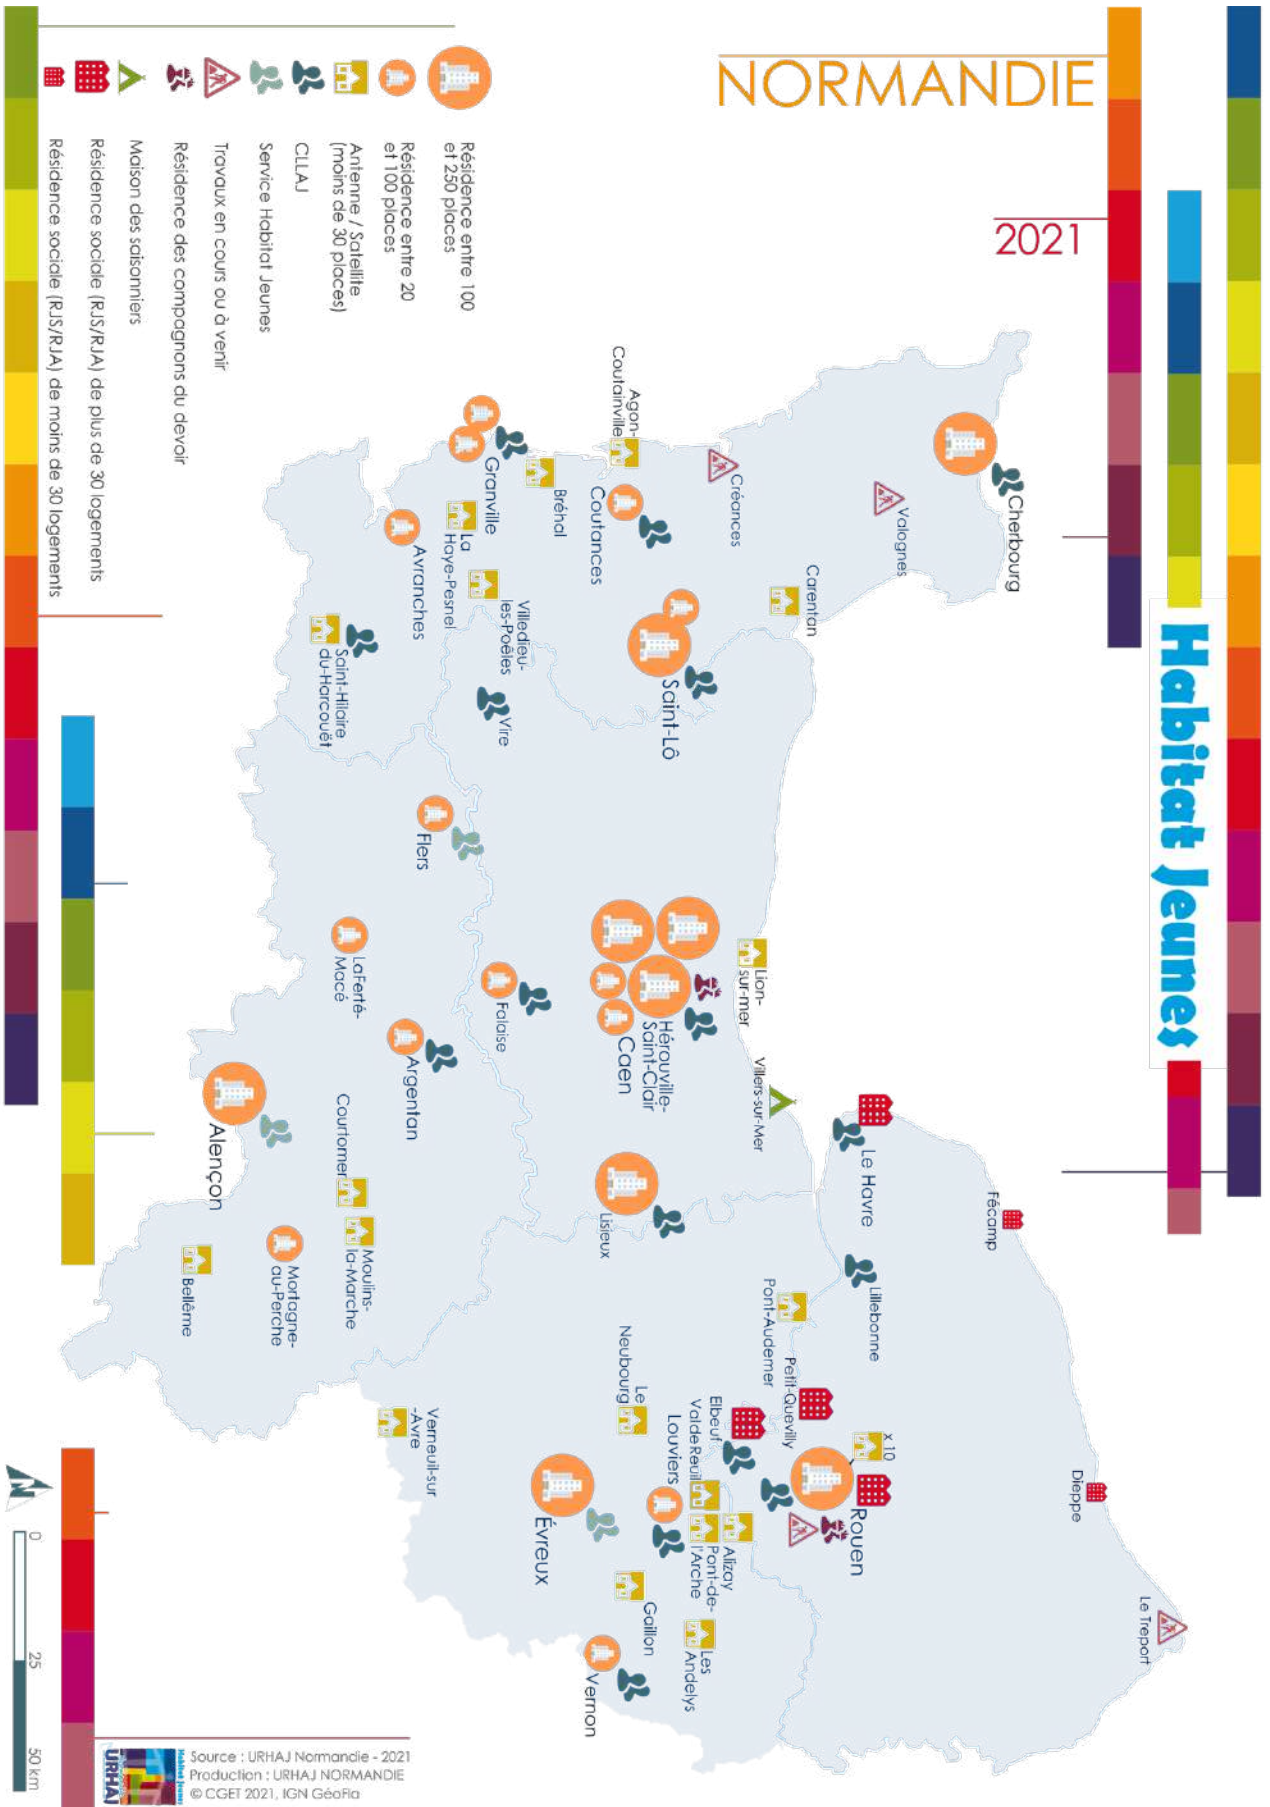 NORMANDIE
2021
Habitat Jeunes
Résidence entre 100
et 250 places
Résidence entre 20
et 100 places
Antenne / Satellite
(moins de 30 places)
CLLAJ
Service Habitat Jeunes
Travaux en cours ou à venir
Résidence des compagnons du devoir
Maison des saisonniers
Résidence sociale (RJS/RJA) de plus de 30 logements
Résidence sociale (RJS/RJA) de moins de 30 logements
Cherbourg
Valognes
Créances
Carentan
Agon-
Coutainville
Coutances
Saint-Lô
Bréhal
Granville
La
Haye-Pesnel
Villedieu-
les-Poêles
Avranches
Saint-Hilaire
du-Harcouët
Vire
Flers
LaFerté-
Macé
Falaise
Argentan
Alençon
Courtomer
Moulins-
la-Marche
Mortagne-
au-Perche
Bellême
Lion-
sur-mer
Hérouville-
Saint-Clair
Caen
Villers-sur-Mer
Lisieux
Le Havre
Fécamp
Lillebonne
Pont-Audemer
Petit-Quevilly
x 10
Rouen
Dieppe
Le Treport
Elbeuf
Val de Reuil
Louviers
Le
Neubourg
Alizay
Pont-de-
l'Arche
Les
Andelys
Gaillon
Vernon
Évreux
Verneuil-sur
-Avre
N
0
25
50 km
Habitat Jeunes
URHAJ
Source : URHAJ Normandie - 2021
Production : URHAJ NORMANDIE
© CGET 2021, IGN GéoFla